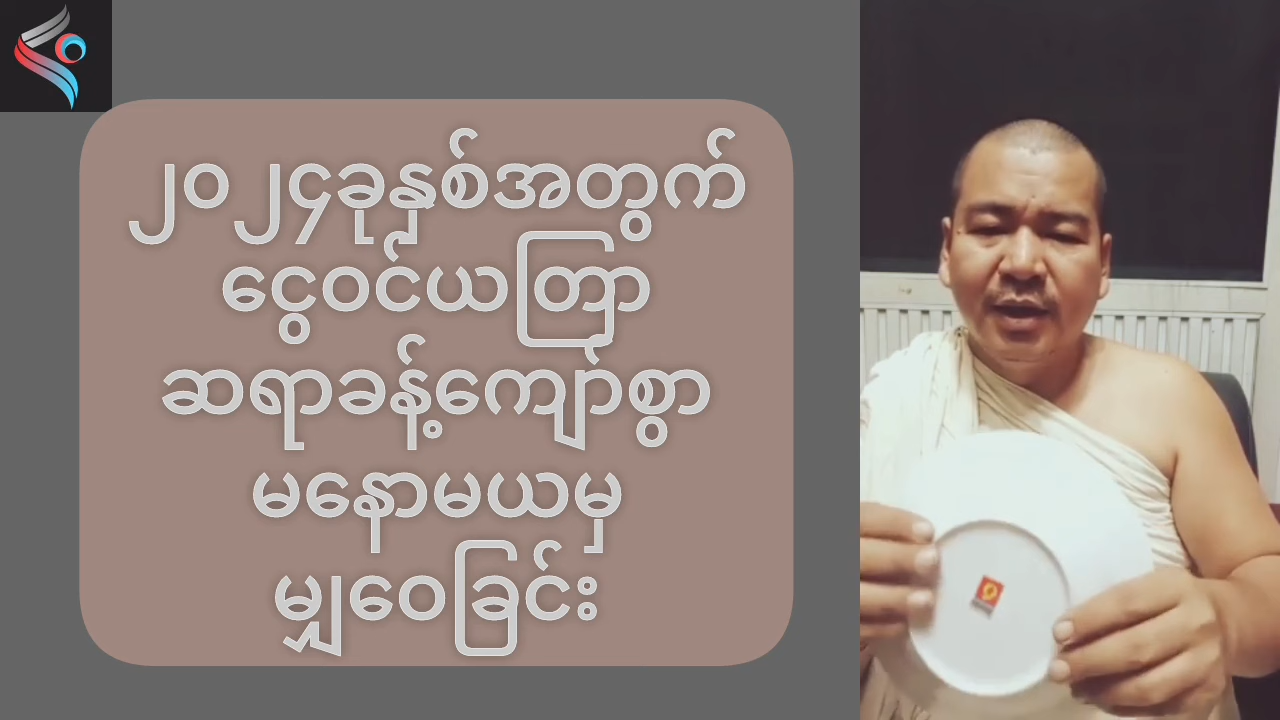 ၂၀၂၄ခုနှစ်အတွက်
ငွေဝင်ယတြာ
ဆရာခန့်ကျော်စွာ
မနောမယမှ
မျှဝေခြင်း